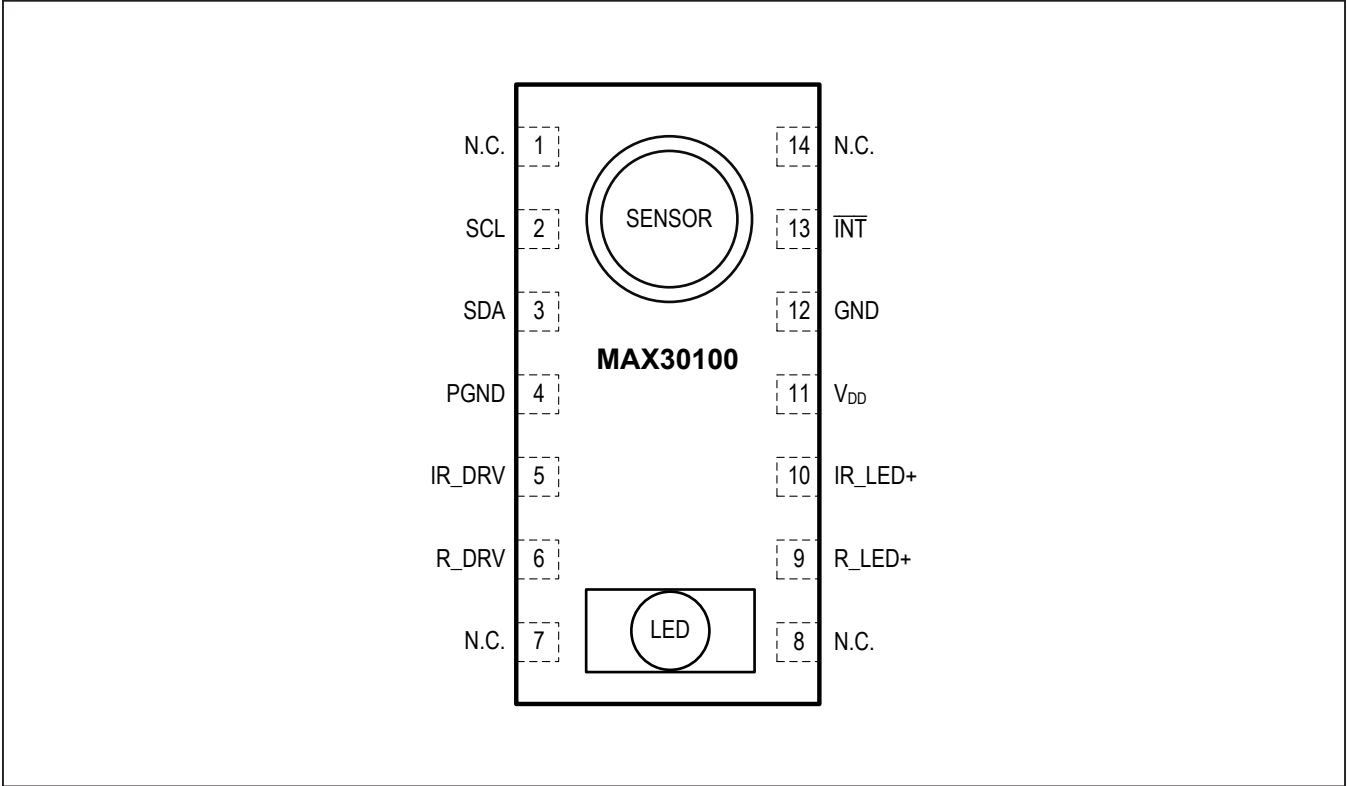 N.C. 1
SCL 2
SDA 3
PGND 4
IR_DRV 5
R_DRV 6
N.C. 7
SENSOR
MAX30100
LED
14 N.C.
13 I̅N̅T̅
12 GND
11 VDD
10 IR_LED+
9 R_LED+
8 N.C.